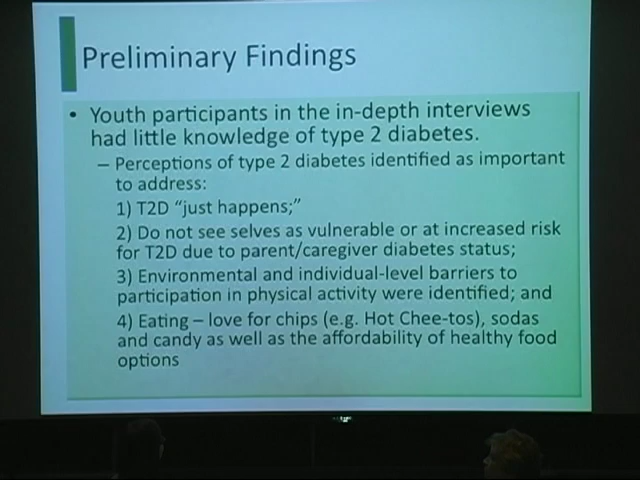 Preliminary Findings
• Youth participants in the in-depth interviews
had little knowledge of type 2 diabetes.
– Perceptions of type 2 diabetes identified as important
to address:
1) T2D “just happens;”
2) Do not see selves as vulnerable or at increased risk
for T2D due to parent/caregiver diabetes status;
3) Environmental and individual-level barriers to
participation in physical activity were identified; and
4) Eating – love for chips (e.g. Hot Chee-tos), sodas
and candy as well as the affordability of healthy food
options